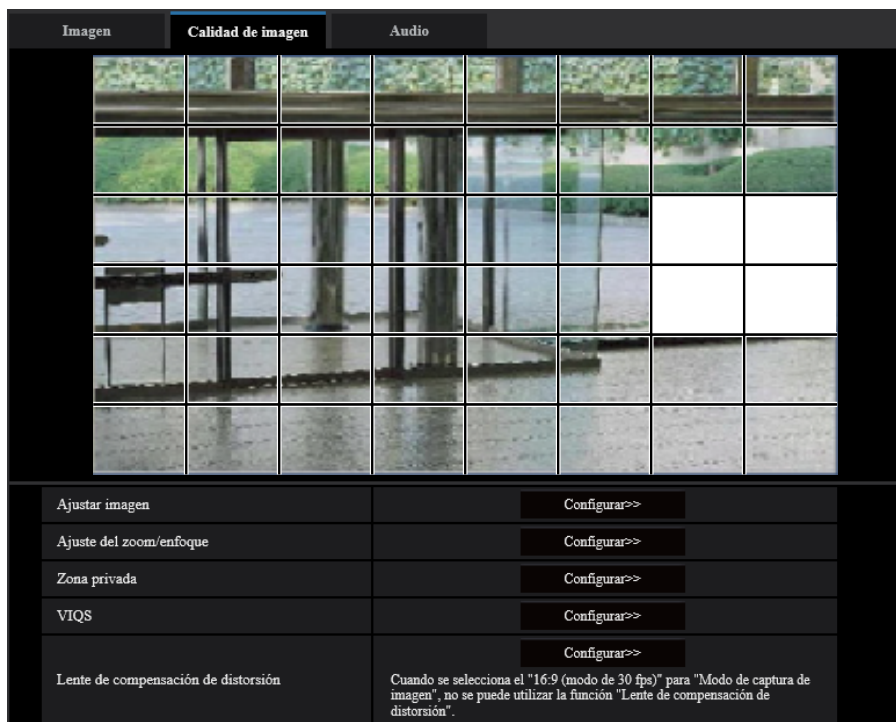 Imagen Calidad de imagen Audio
Ajustar imagen Configurar>>
Ajuste del zoom/enfoque Configurar>>
Zona privada Configurar>>
VIQS Configurar>>
Configurar>>
Lente de compensación de distorsión
Cuando se selecciona el "16:9 (modo de 30 fps)" para "Modo de captura de
imagen", no se puede utilizar la función "Lente de compensación de
distorsión".